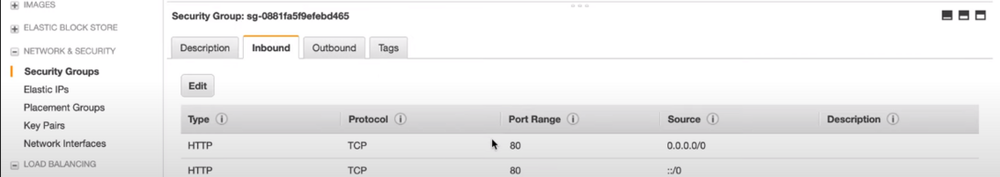 IMAGES
ELASTIC BLOCK STORE
NETWORK & SECURITY
Security Groups
Elastic IPs
Placement Groups
Key Pairs
Network Interfaces
LOAD BALANCING
Security Group: sg-0881fa5f9efebd465
Description Inbound Outbound Tags
Edit
Type Protocol Port Range Source Description
HTTP TCP 80 0.0.0.0/0
HTTP TCP 80 ::/0